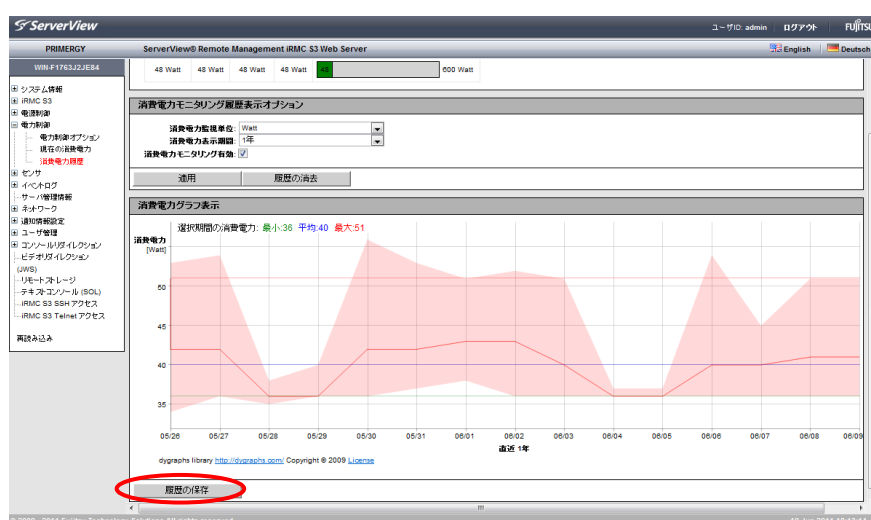 ServerView
ユーザID: admin ログアウト FUJITSU
PRIMERGY ServerView® Remote Management iRMC S3 Web Server English Deutsch
WIN-F1763J2JE84
システム情報
iRMC S3
電源制御
電力制御
電力制御オプション
現在の消費電力
消費電力履歴
センサ
イベントログ
サーバ管理情報
ネットワーク
通知情報設定
ユーザ管理
コンソールリダイレクション
ビデオリダイレクション
(JWS)
リモートストレージ
テキストコンソール (SOL)
iRMC S3 SSH アクセス
iRMC S3 Telnet アクセス
再読み込み
48 Watt 48 Watt 48 Watt 48 Watt 48 600 Watt
消費電力モニタリング履歴表示オプション
消費電力監視単位: Watt
消費電力表示期間: 1年
消費電力モニタリング有効:
適用 履歴の消去
消費電力グラフ表示
選択期間の消費電力: 最小:36 平均:40 最大:51
消費電力
[Watt]
50
45
40
35
05/26 05/27 05/28 05/29 05/30 05/31 06/01 06/02 06/03 06/04 06/05 06/06 06/07 06/08 06/09
直近 1年
dygraphs library http://dygraphs.com/ Copyright © 2009 License
履歴の保存